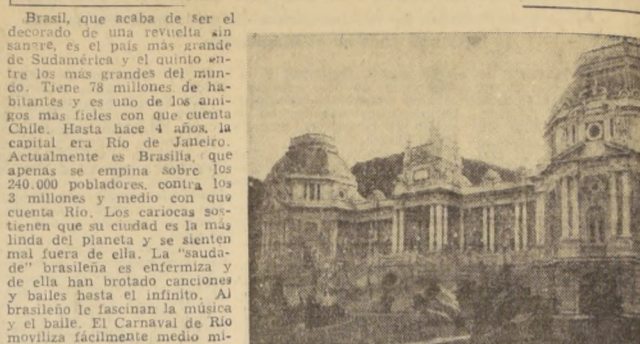 Brasil, que acaba de ser el
decorado de una revuelta sin
sangre, es el país más grande
de Sudamérica y el quinto en-
tre los más grandes del mun-
do. Tiene 78 millones de ha-
bitantes y es uno de los ami-
gos más fieles con que cuenta
Chile. Hasta hace 4 años, la
capital era Río de Janeiro.
Actualmente es Brasilia, que
apenas se empina sobre los
240.000 pobladores, contra los
3 millones y medio con que
cuenta Río. Los cariocas sos-
tienen que su ciudad es la más
linda del planeta y se sienten
mal fuera de ella. La "sauda-
de" brasileña es enfermiza y
de ella han brotado canciones
y bailes hasta el infinito. Al
brasileño le fascinan la música
y el baile. El Carnaval de Río
moviliza fácilmente medio mi-